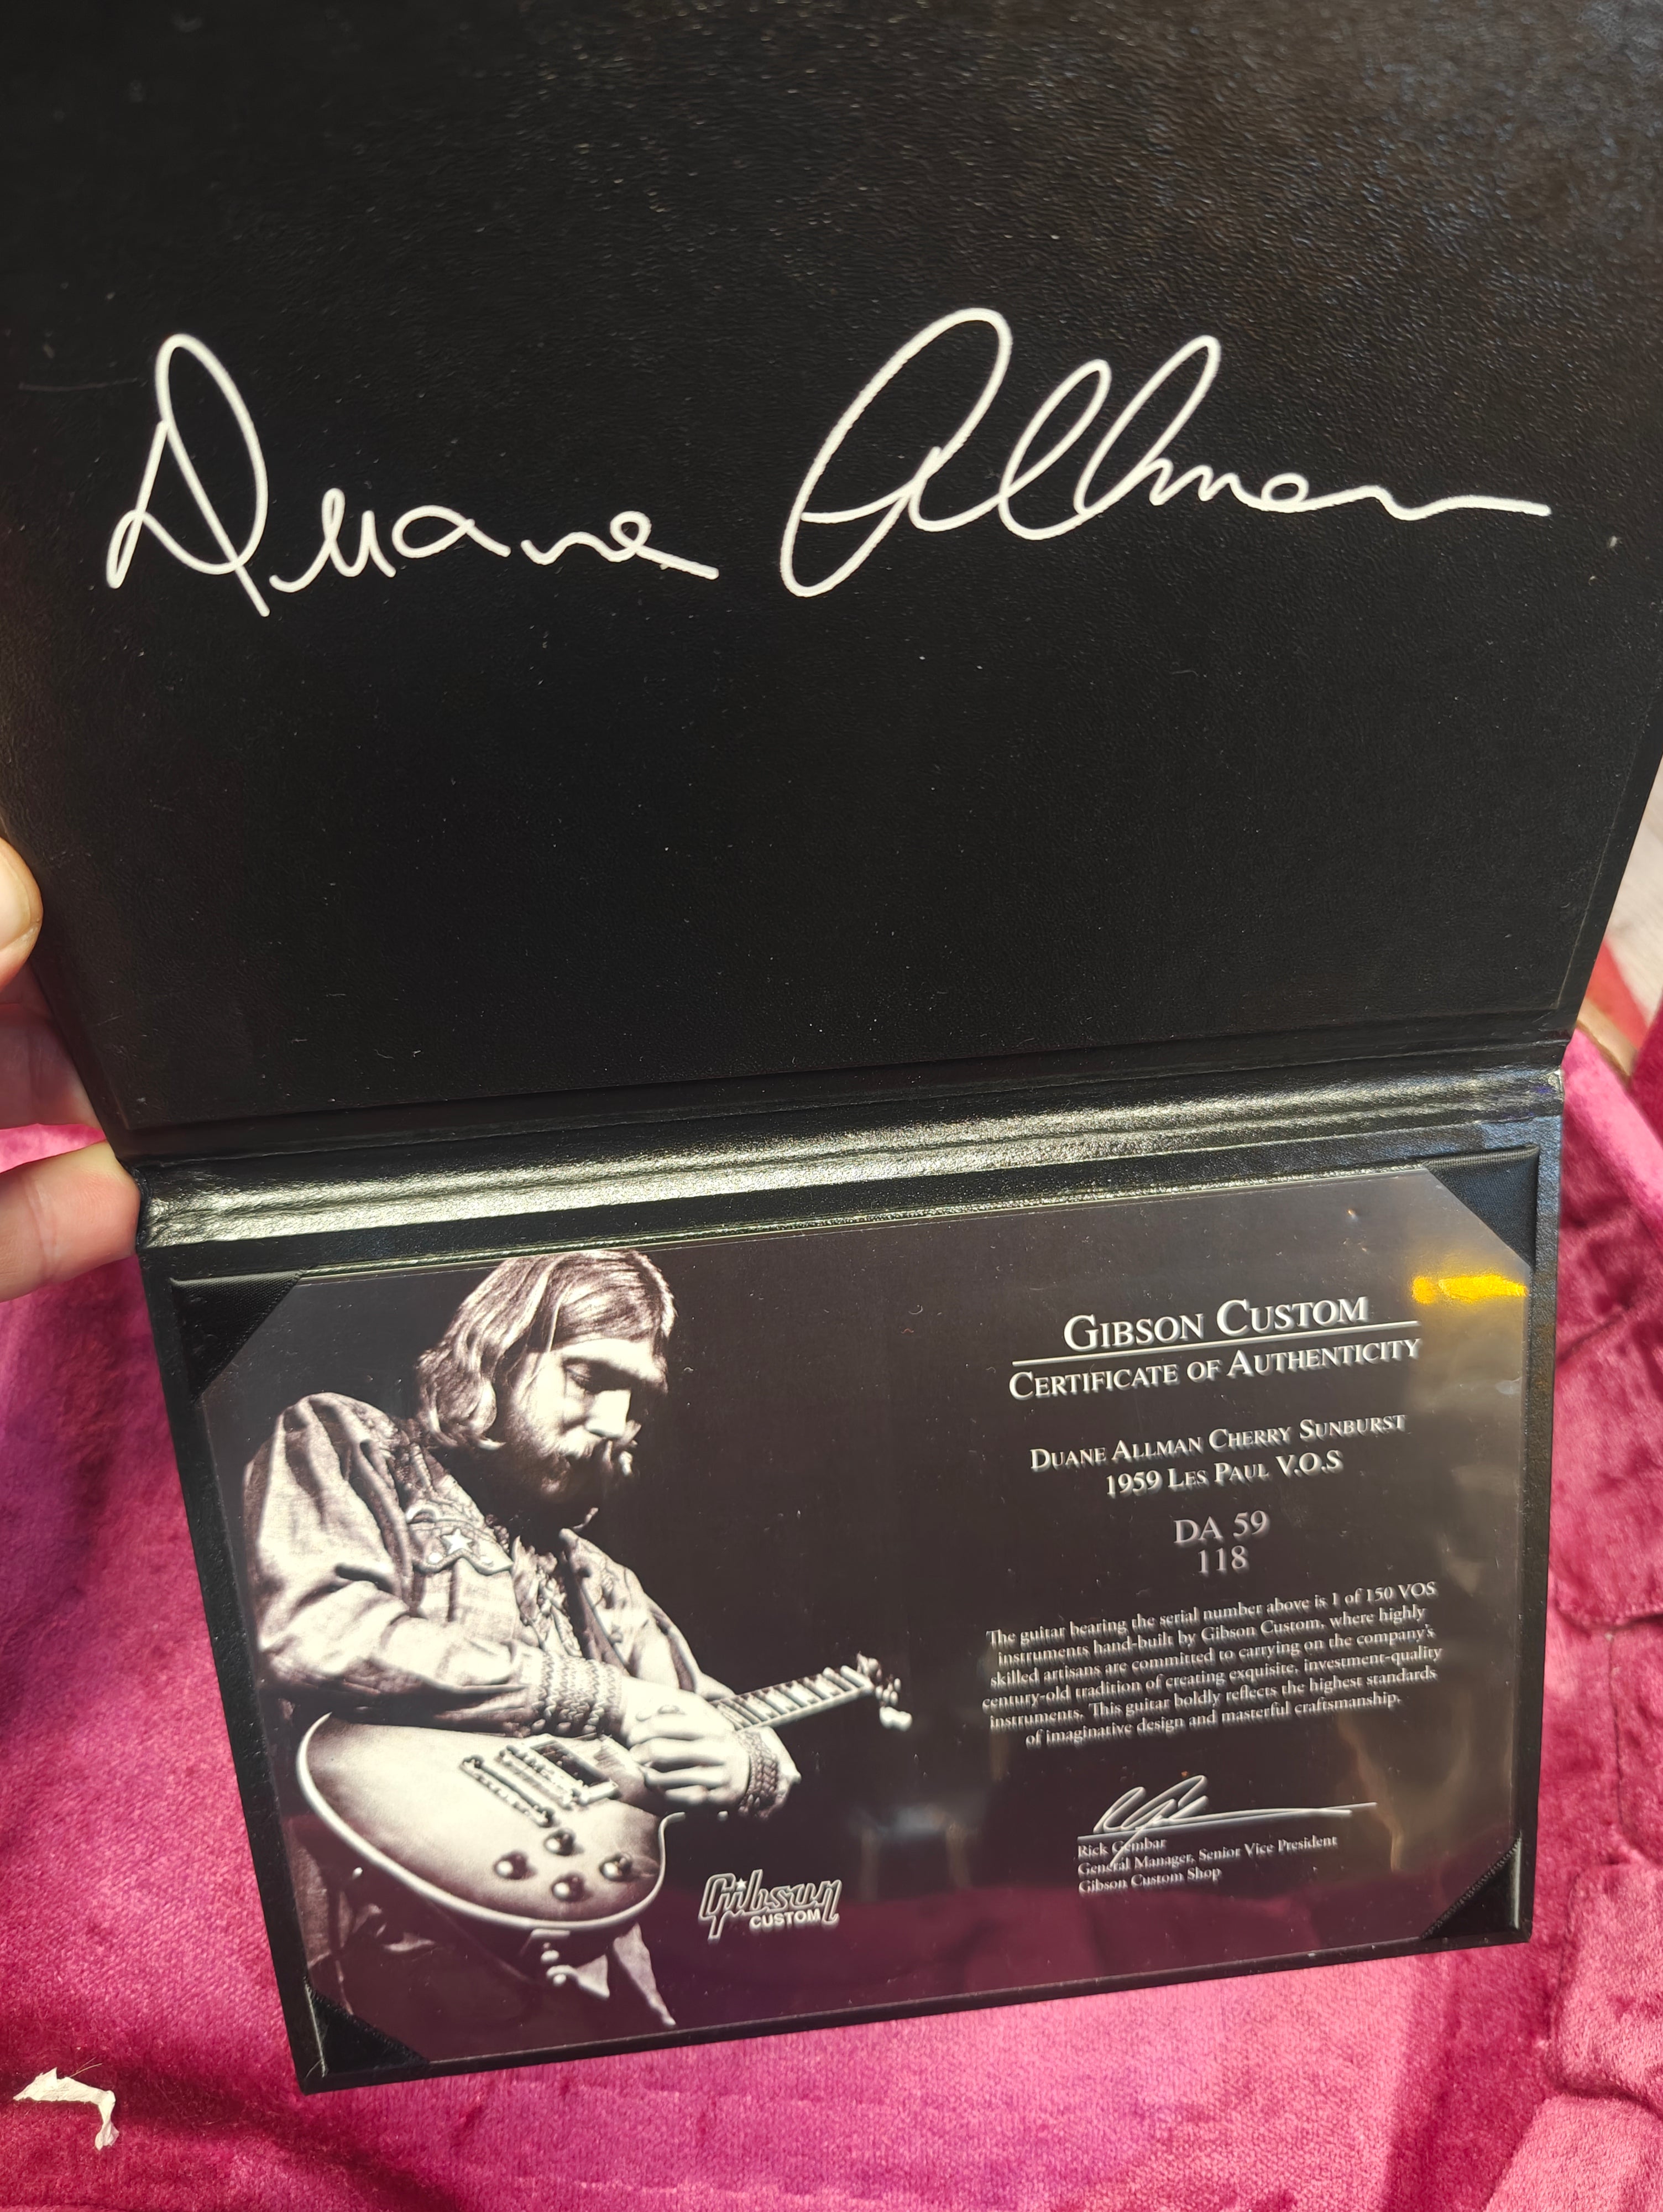 Duane Allman
GIBSON CUSTOM
CERTIFICATE OF AUTHENTICITY
DUANE ALLMAN CHERRY SUNBURST
1959 LES PAUL V.O.S
DA 59
118
The guitar bearing the serial number above is 1 of 150 VOS
instruments hand-built by Gibson Custom, where highly
skilled artisans are committed to carrying on the company's
century-old tradition of creating exquisite, investment-quality
instruments. This guitar boldly reflects the highest standards
of imaginative design and masterful craftsmanship.
Rick Gembar
General Manager, Senior Vice President
Gibson Custom Shop
Gibson
CUSTOM